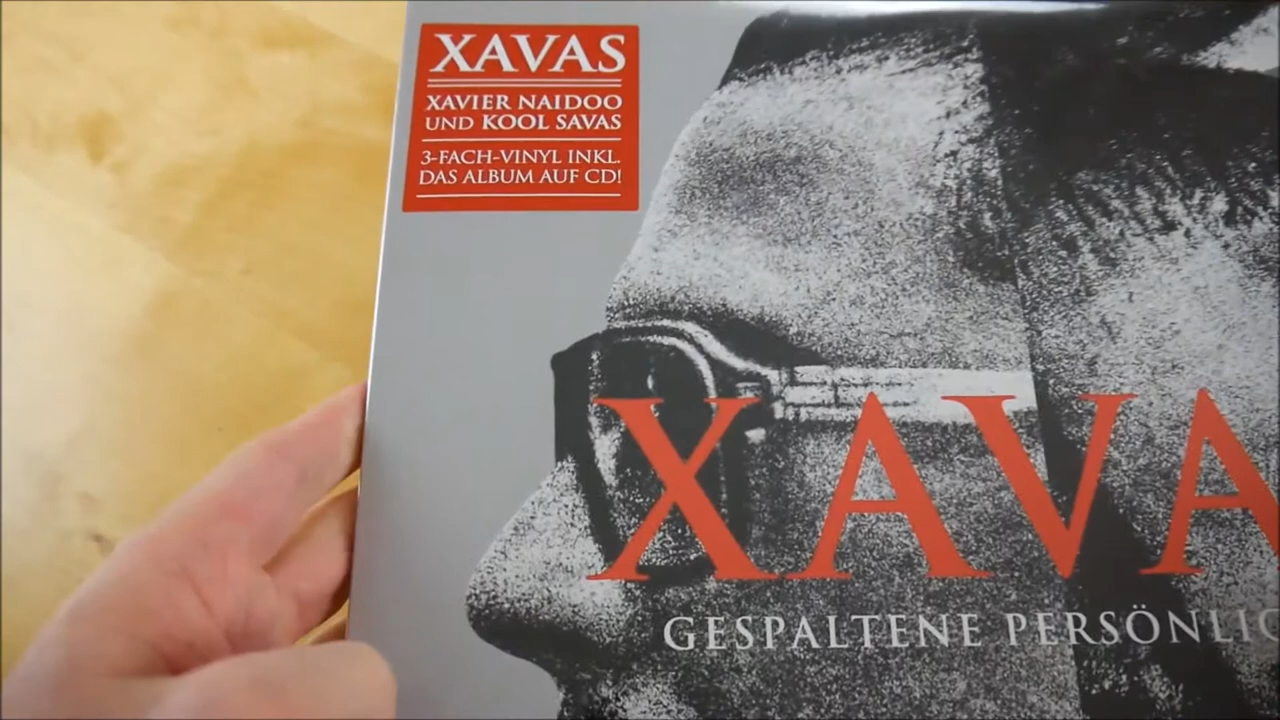 XAVAS
XAVIER NAIDOO
UND KOOL SAVAS
3-FACH-VINYL INKL.
DAS ALBUM AUF CD!
XAVA
GESPALTENE PERSÖNLIC